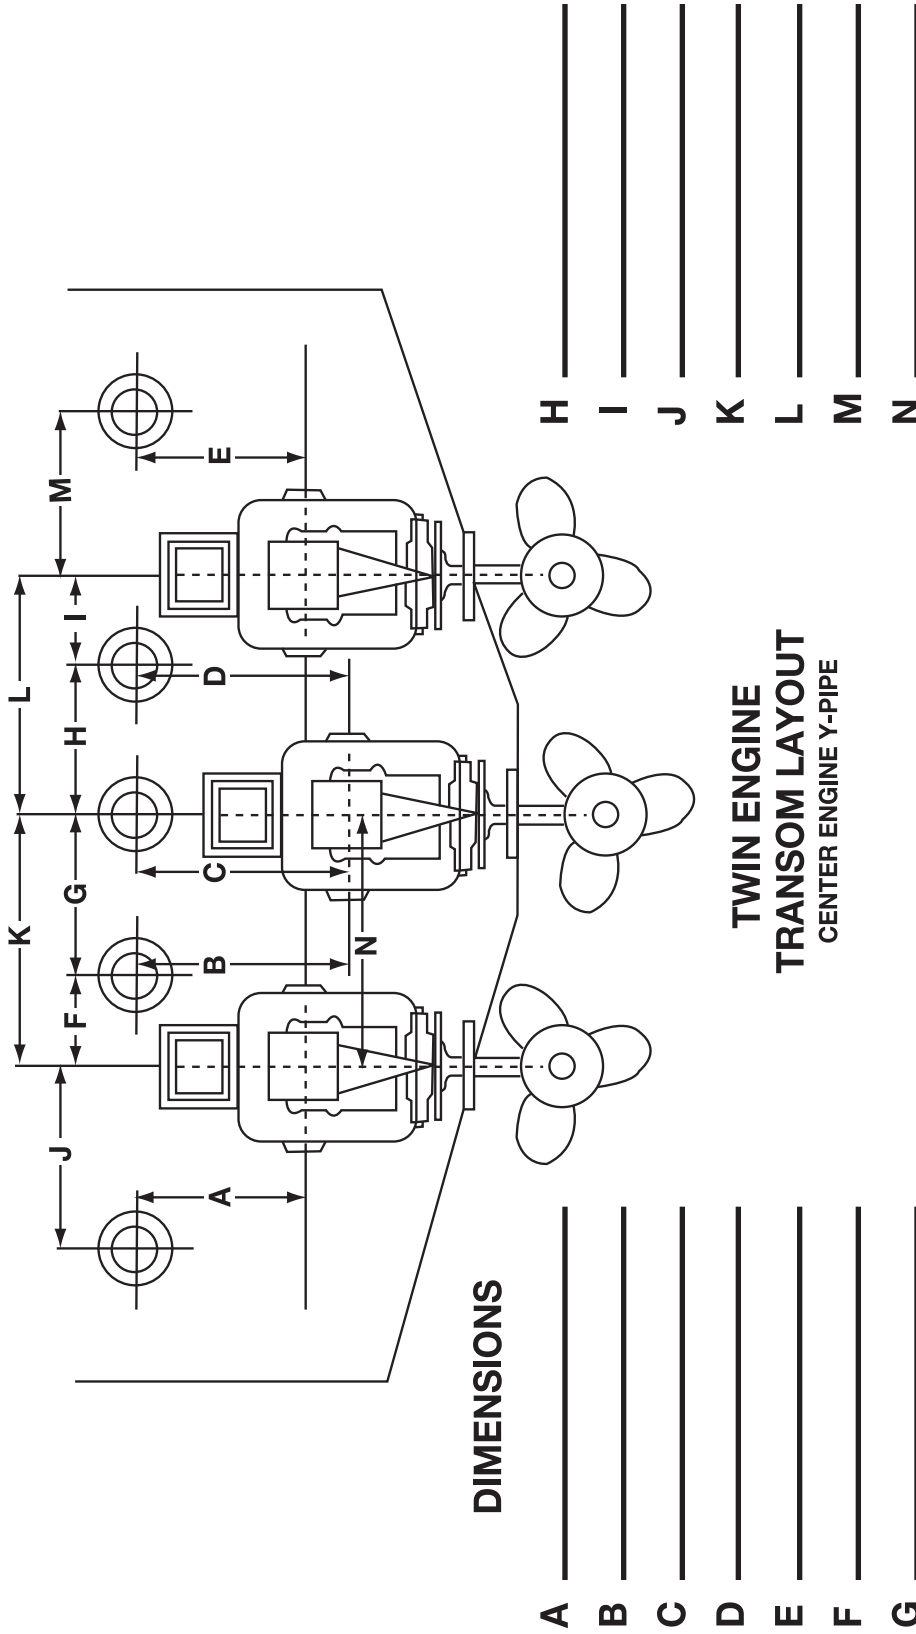 K L
J M
F G H I
A B C D E
N
DIMENSIONS
A H
B I
C J
D K
E L
F M
G N
TWIN ENGINE
TRANSOM LAYOUT
CENTER ENGINE Y-PIPE